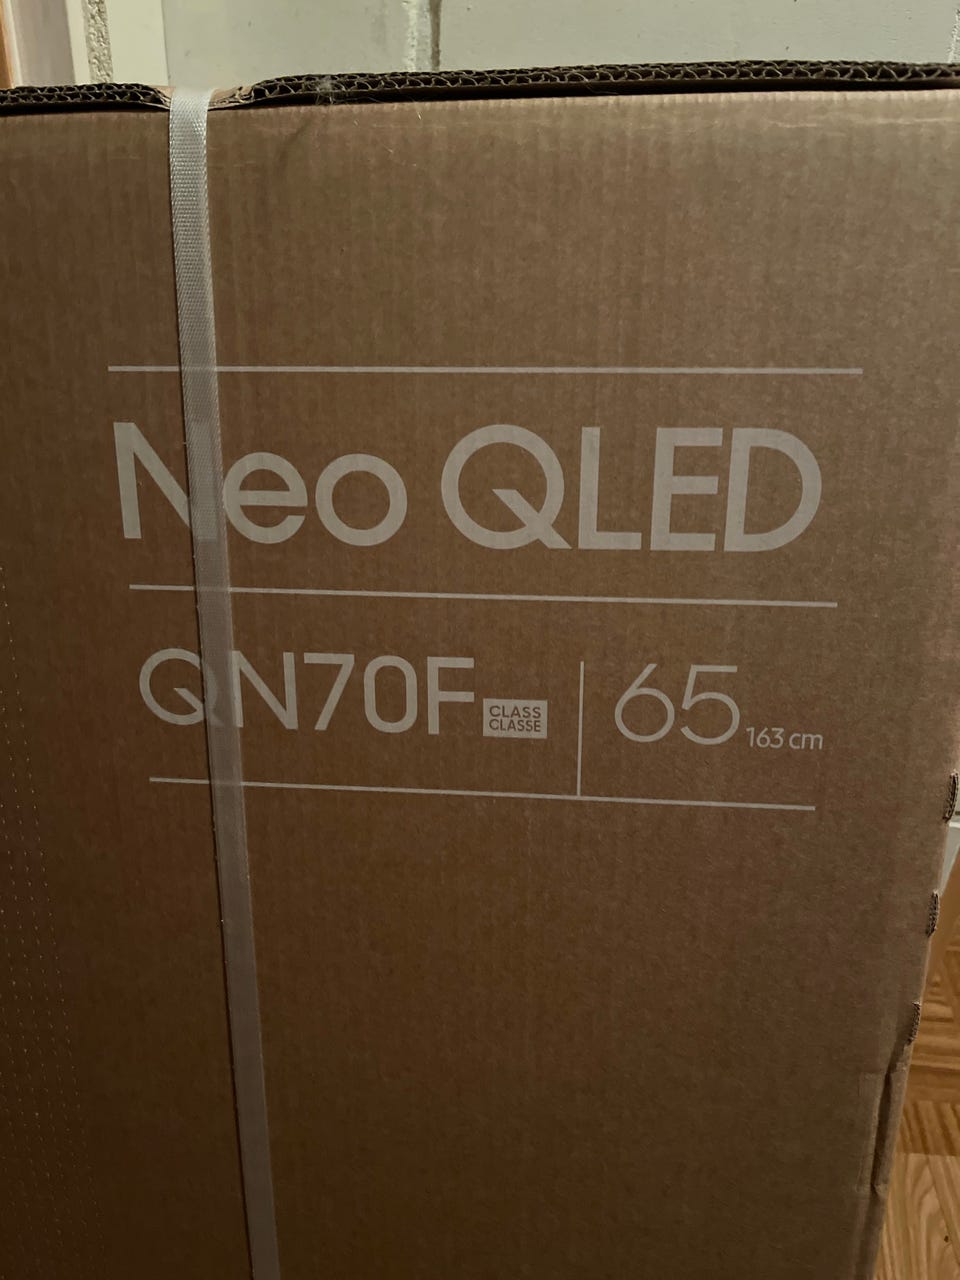 Neo QLED
QN70F CLASS CLASSE 65 163 cm